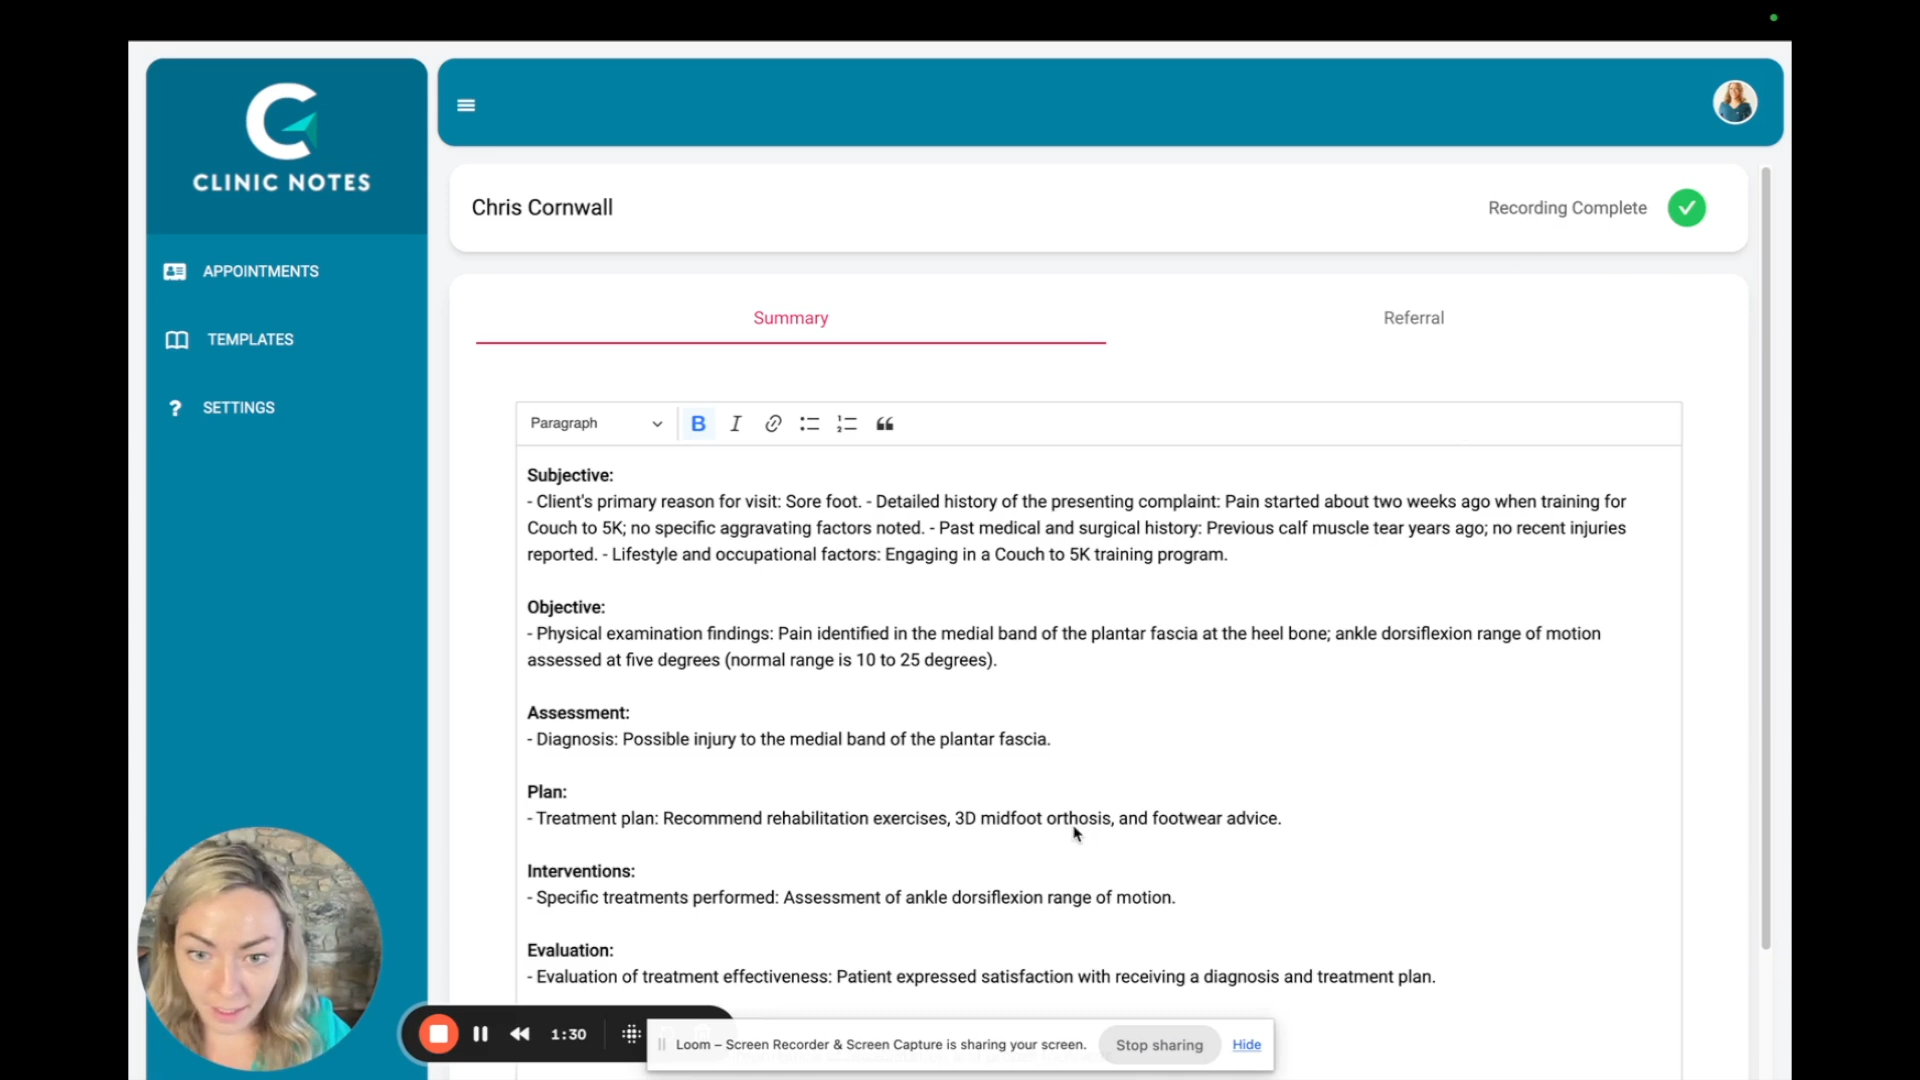 CLINIC NOTES
APPOINTMENTS
TEMPLATES
SETTINGS
Chris Cornwall
Recording Complete
Summary
Referral
Paragraph
B I
Subjective:
- Client's primary reason for visit: Sore foot. - Detailed history of the presenting complaint: Pain started about two weeks ago when training for
Couch to 5K; no specific aggravating factors noted. - Past medical and surgical history: Previous calf muscle tear years ago; no recent injuries
reported. - Lifestyle and occupational factors: Engaging in a Couch to 5K training program.
Objective:
- Physical examination findings: Pain identified in the medial band of the plantar fascia at the heel bone; ankle dorsiflexion range of motion
assessed at five degrees (normal range is 10 to 25 degrees).
Assessment:
- Diagnosis: Possible injury to the medial band of the plantar fascia.
Plan:
- Treatment plan: Recommend rehabilitation exercises, 3D midfoot orthosis, and footwear advice.
Interventions:
- Specific treatments performed: Assessment of ankle dorsiflexion range of motion.
Evaluation:
- Evaluation of treatment effectiveness: Patient expressed satisfaction with receiving a diagnosis and treatment plan.
1:30
Loom – Screen Recorder & Screen Capture is sharing your screen.
Stop sharing
Hide